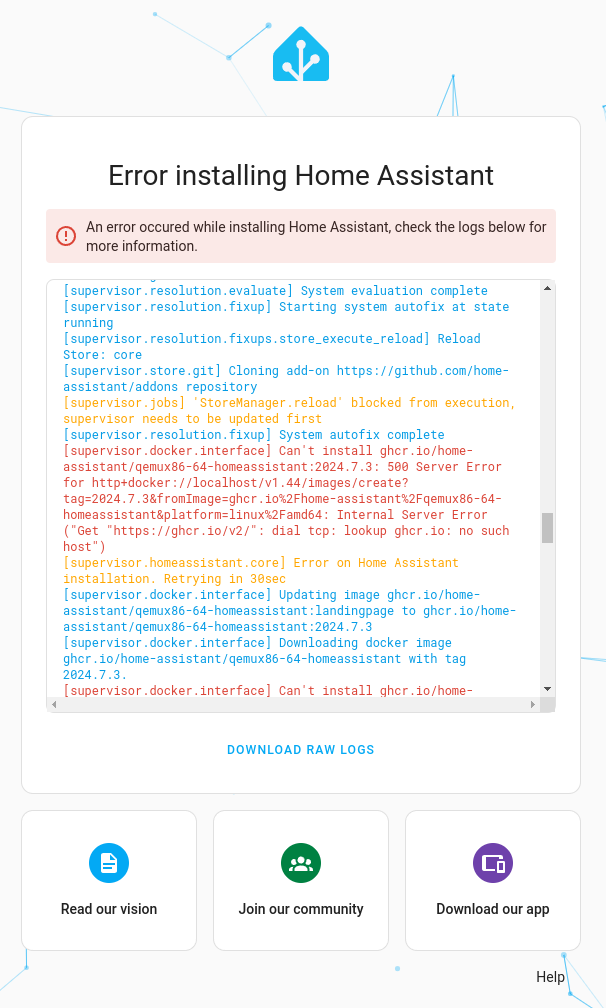 Error installing Home Assistant
An error occured while installing Home Assistant, check the logs below for
more information.
[supervisor.resolution.evaluate] System evaluation complete
[supervisor.resolution.fixup] Starting system autofix at state
running
[supervisor.resolution.fixups.store_execute_reload] Reload
Store: core
[supervisor.store.git] Cloning add-on https://github.com/home-
assistant/addons repository
[supervisor.jobs] 'StoreManager.reload' blocked from execution,
supervisor needs to be updated first
[supervisor.resolution.fixup] System autofix complete
[supervisor.docker.interface] Can't install ghcr.io/home-
assistant/qemux86-64-homeassistant:2024.7.3: 500 Server Error
for http+docker://localhost/v1.44/images/create?
tag=2024.7.3&fromImage=ghcr.io%2Fhome-assistant%2Fqemux86-64-
homeassistant&platform=linux%2Famd64: Internal Server Error
("Get "https://ghcr.io/v2/": dial tcp: lookup ghcr.io: no such
host")
[supervisor.homeassistant.core] Error on Home Assistant
installation. Retrying in 30sec
[supervisor.docker.interface] Updating image ghcr.io/home-
assistant/qemux86-64-homeassistant:landingpage to ghcr.io/home-
assistant/qemux86-64-homeassistant:2024.7.3
[supervisor.docker.interface] Downloading docker image
ghcr.io/home-assistant/qemux86-64-homeassistant with tag
2024.7.3.
[supervisor.docker.interface] Can't install ghcr.io/home-
DOWNLOAD RAW LOGS
Read our vision
Join our community
Download our app
Help